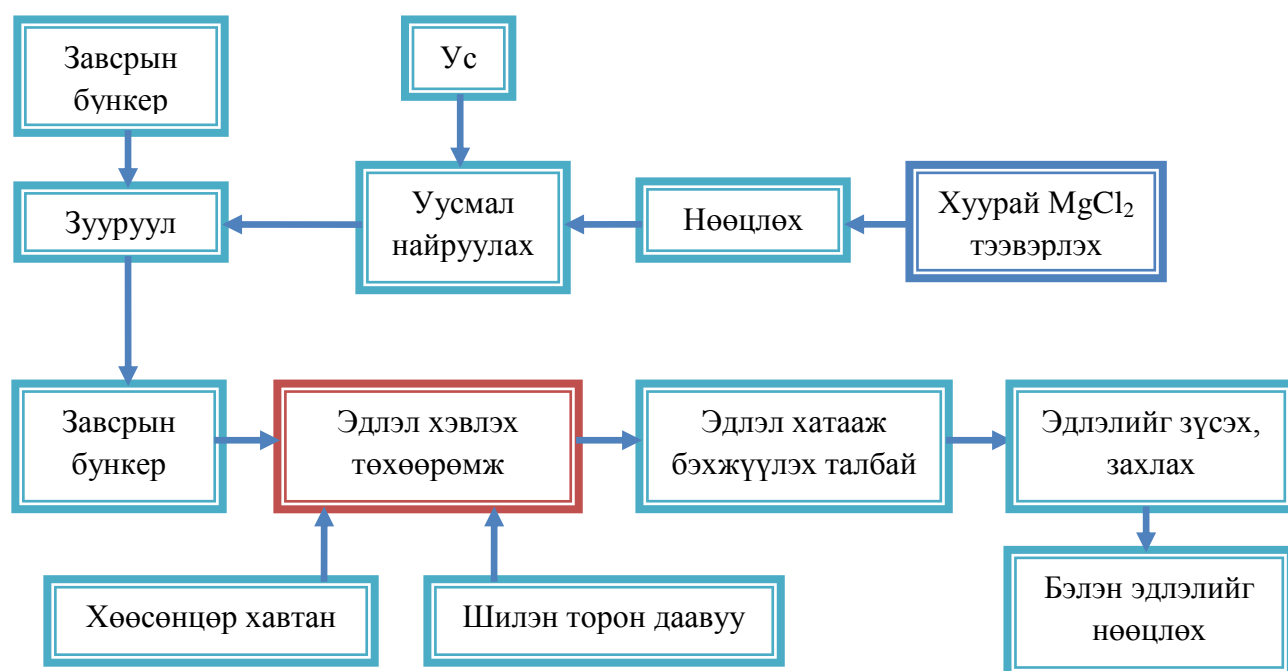 Завсрын
бункер
Ус
Зууруул
Уусмал
найруулах
Нөөцлөх
Хуурай MgCl₂
тээвэрлэх
Завсрын
бункер
Эдлэл хэвлэх
төхөөрөмж
Эдлэл хатааж
бэхжүүлэх талбай
Эдлэлийг зүсэх,
захлах
Хөөсөнцөр хавтан
Шилэн торон даавуу
Бэлэн эдлэлийг
нөөцлөх